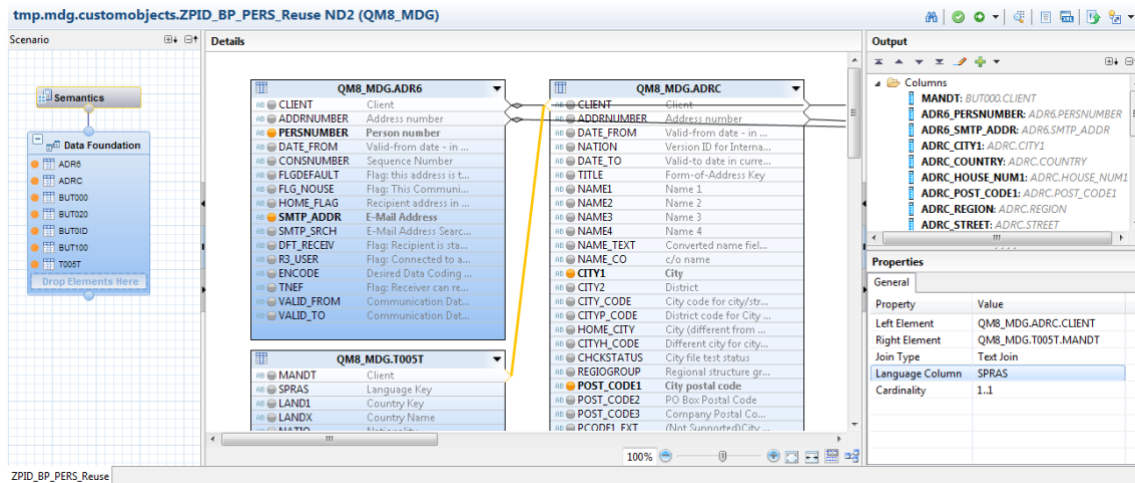 tmp.mdg.customobjects.ZPID_BP_PERS_Reuse ND2 (QM8_MDG)
Scenario
Semantics
Data Foundation
ADR6
ADRC
BUT000
BUT020
BUT0ID
BUT100
T005T
Drop Elements Here
Details
QM8_MDG.ADR6
CLIENT Client
ADDRNUMBER Address number
PERSNUMBER Person number
DATE_FROM Valid-from date - in ...
CONSNUMBER Sequence Number
FLGDEFAULT Flag: this address is t...
FLG_NOUSE Flag: This Communi...
HOME_FLAG Recipient address in ...
SMTP_ADDR E-Mail Address
SMTP_SRCH E-Mail Address Searc...
DFT_RECEIV Flag: Recipient is sta...
R3_USER Flag: Connected to a...
ENCODE Desired Data Coding ...
TNEF Flag: Receiver can re...
VALID_FROM Communication Dat...
VALID_TO Communication Dat...
QM8_MDG.T005T
MANDT Client
SPRAS Language Key
LAND1 Country Key
LANDX Country Name
NATIO Nationality
QM8_MDG.ADRC
CLIENT Client
ADDRNUMBER Address number
DATE_FROM Valid-from date - in ...
NATION Version ID for Interna...
DATE_TO Valid-to date in curre...
TITLE Form-of-Address Key
NAME1 Name 1
NAME2 Name 2
NAME3 Name 3
NAME4 Name 4
NAME_TEXT Converted name fiel...
NAME_CO c/o name
CITY1 City
CITY2 District
CITY_CODE City code for city/str...
CITYP_CODE District code for City ...
HOME_CITY City (different from ...
CITYH_CODE Different city for city...
CHCKSTATUS City file test status
REGIOGROUP Regional structure gr...
POST_CODE1 City postal code
POST_CODE2 PO Box Postal Code
POST_CODE3 Company Postal Co...
PCODE1_EXT (Not Supported)City ...
100%
Output
Columns
MANDT: BUT000.CLIENT
ADR6_PERSNUMBER: ADR6.PERSNUMBER
ADR6_SMTP_ADDR: ADR6.SMTP_ADDR
ADRC_CITY1: ADRC.CITY1
ADRC_COUNTRY: ADRC.COUNTRY
ADRC_HOUSE_NUM1: ADRC.HOUSE_NUM1
ADRC_POST_CODE1: ADRC.POST_CODE1
ADRC_REGION: ADRC.REGION
ADRC_STREET: ADRC.STREET
Properties
General
Property Value
Left Element QM8_MDG.ADRC.CLIENT
Right Element QM8_MDG.T005T.MANDT
Join Type Text Join
Language Column SPRAS
Cardinality 1..1
ZPID_BP_PERS_Reuse